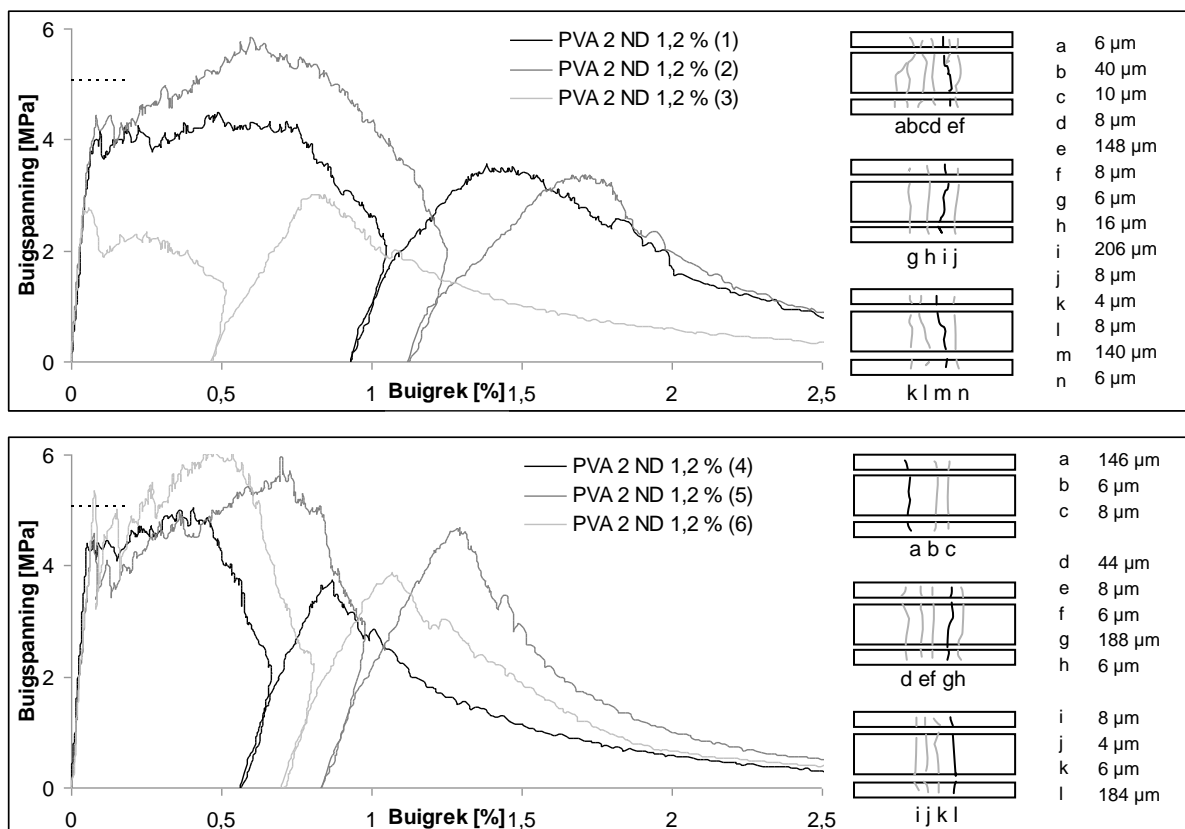 6
4
2
0
Buigspanning [MPa]
0
0,5
1
1,5
2
2,5
Buigrek [%]
PVA 2 ND 1,2 % (1)
PVA 2 ND 1,2 % (2)
PVA 2 ND 1,2 % (3)
abcd ef
g h i j
k l m n
a 6 µm
b 40 µm
c 10 µm
d 8 µm
e 148 µm
f 8 µm
g 6 µm
h 16 µm
i 206 µm
j 8 µm
k 4 µm
l 8 µm
m 140 µm
n 6 µm
6
4
2
0
Buigspanning [MPa]
0
0,5
1
1,5
2
2,5
Buigrek [%]
PVA 2 ND 1,2 % (4)
PVA 2 ND 1,2 % (5)
PVA 2 ND 1,2 % (6)
a b c
d ef gh
i j k l
a 146 µm
b 6 µm
c 8 µm
d 44 µm
e 8 µm
f 6 µm
g 188 µm
h 6 µm
i 8 µm
j 4 µm
k 6 µm
l 184 µm